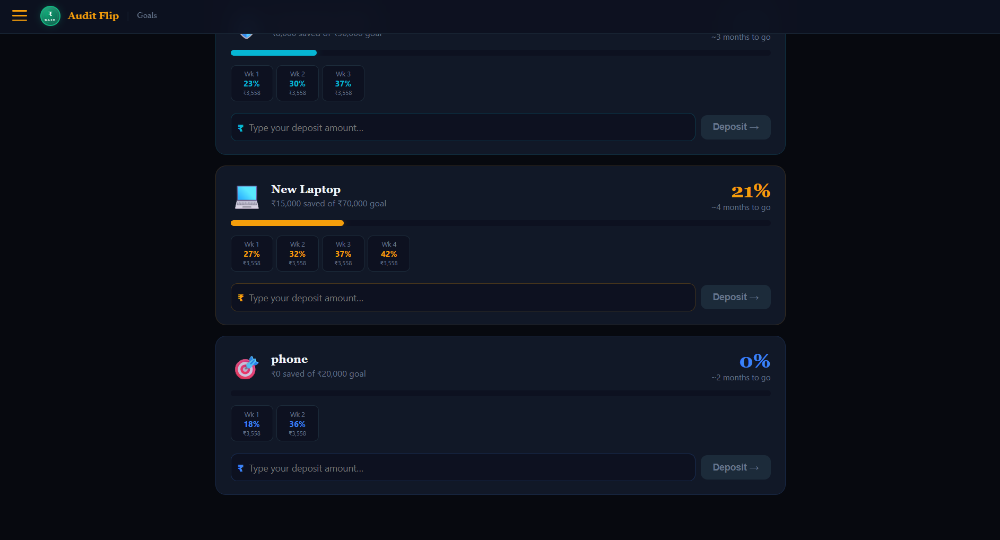 ₹
Audit Flip
Goals
₹8,000 saved of ₹50,000 goal
~3 months to go
Wk 1
23%
₹3,558
Wk 2
30%
₹3,558
Wk 3
37%
₹3,558
₹ Type your deposit amount...
Deposit →
New Laptop
₹15,000 saved of ₹70,000 goal
21%
~4 months to go
Wk 1
27%
₹3,558
Wk 2
32%
₹3,558
Wk 3
37%
₹3,558
Wk 4
42%
₹3,558
₹ Type your deposit amount...
Deposit →
phone
₹0 saved of ₹20,000 goal
0%
~2 months to go
Wk 1
18%
₹3,558
Wk 2
36%
₹3,558
₹ Type your deposit amount...
Deposit →